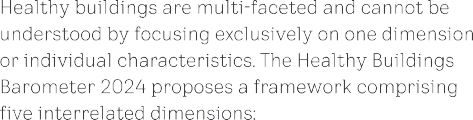 Healthy buildings are multi-faceted and cannot be
understood by focusing exclusively on one dimension
or individual characteristics. The Healthy Buildings
Barometer 2024 proposes a framework comprising
five interrelated dimensions: